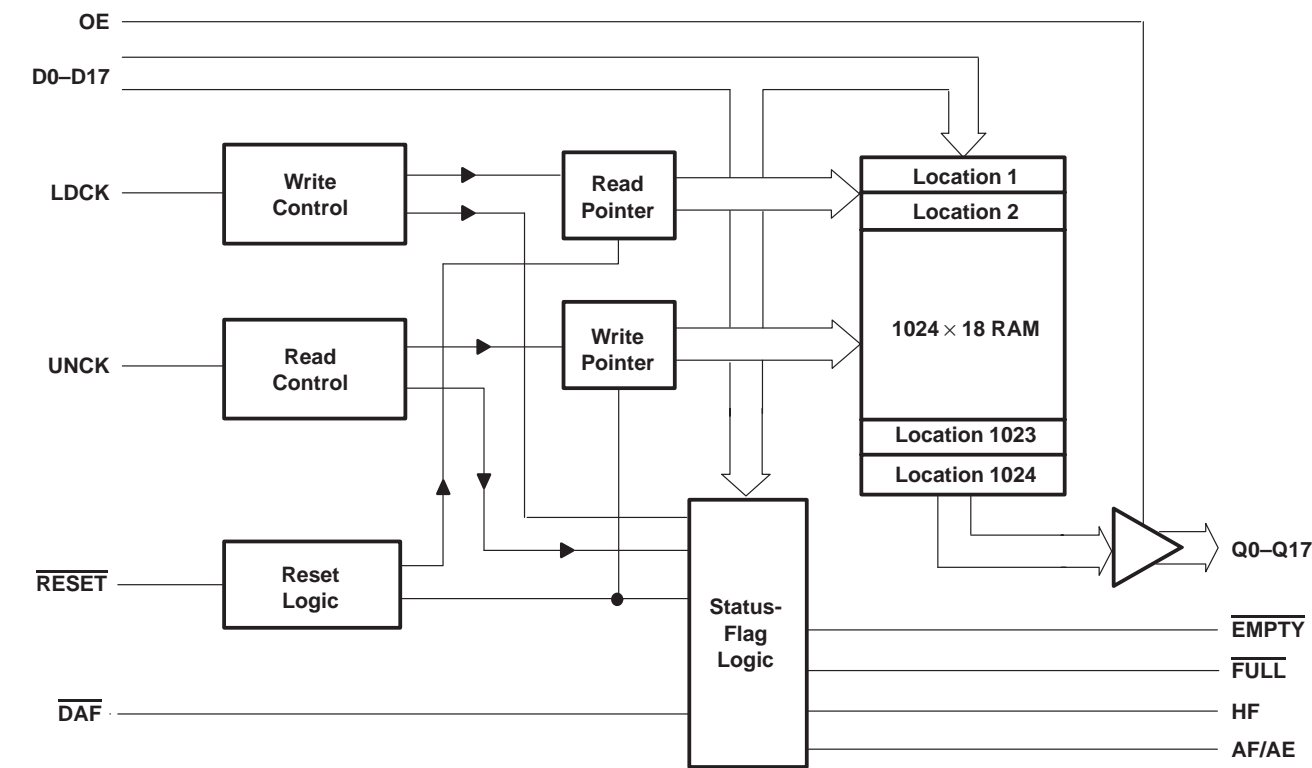 OE
D0–D17
LDCK
Write
Control
Read
Pointer
Location 1
Location 2
1024 × 18 RAM
Location 1023
Location 1024
UNCK
Read
Control
Write
Pointer
RESET
Reset
Logic
DAF
Status-
Flag
Logic
Q0–Q17
EMPTY
FULL
HF
AF/AE